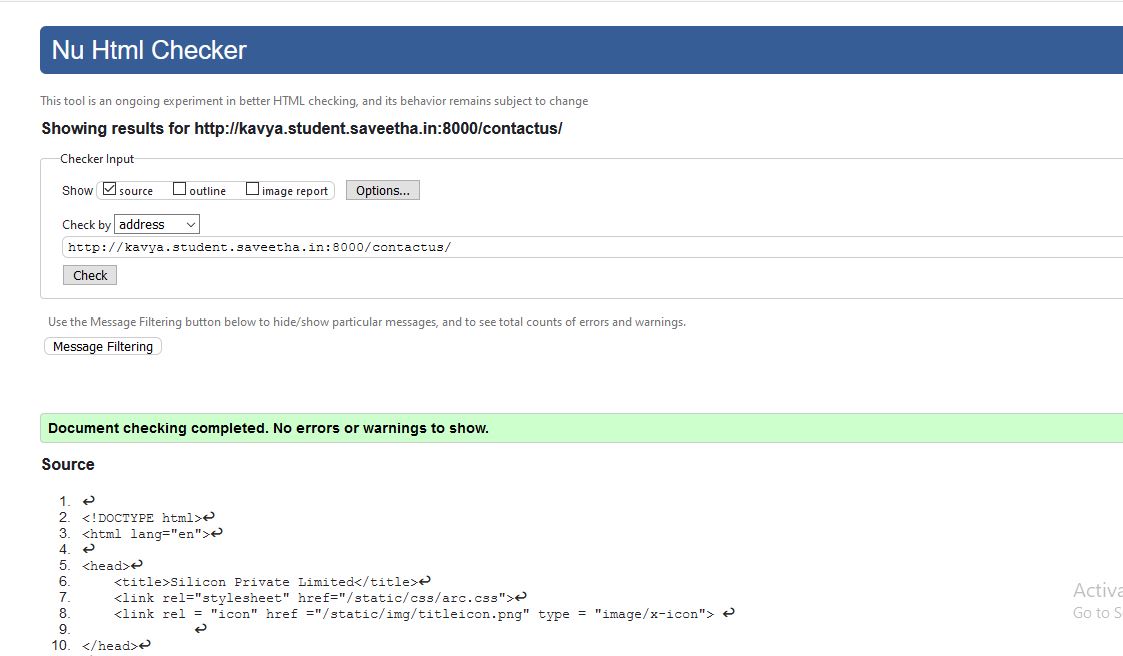 Nu Html Checker
This tool is an ongoing experiment in better HTML checking, and its behavior remains subject to change
Showing results for http://kavya.student.saveetha.in:8000/contactus/
Checker Input
Show source outline image report Options...
Check by address
http://kavya.student.saveetha.in:8000/contactus/
Check
Use the Message Filtering button below to hide/show particular messages, and to see total counts of errors and warnings.
Message Filtering
Document checking completed. No errors or warnings to show.
Source
1. ↩
2. <!DOCTYPE html>↩
3. <html lang="en">↩
4. ↩
5. <head>↩
6. <title>Silicon Private Limited</title>↩
7. <link rel="stylesheet" href="/static/css/arc.css">↩
8. <link rel = "icon" href ="/static/img/titleicon.png" type = "image/x-icon"> ↩
9. ↩
10. </head>↩
Activa
Go to S